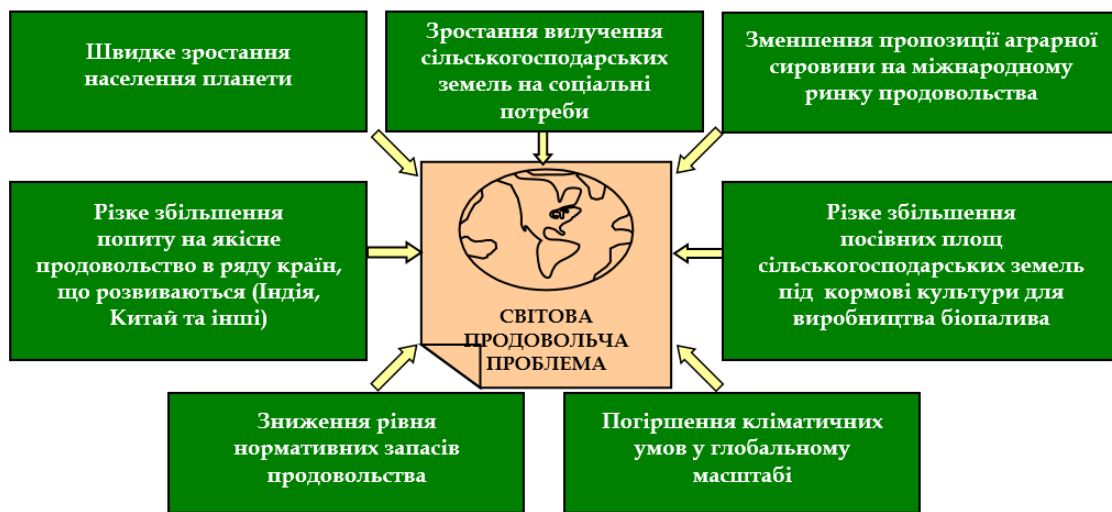 Швидке зростання
населення планети
Зростання вилучення
сільськогосподарських
земель на соціальні
потреби
Зменшення пропозиції аграрної
сировини на міжнародному
ринку продовольства
Різке збільшення
попиту на якісне
продовольство в ряду країн,
що розвиваються (Індія,
Китай та інші)
СВІТОВА
ПРОДОВОЛЬЧА
ПРОБЛЕМА
Різке збільшення
посівних площ
сільськогосподарських земель
під кормові культури для
виробництва біопалива
Зниження рівня
нормативних запасів
продовольства
Погіршення кліматичних
умов у глобальному
масштабі